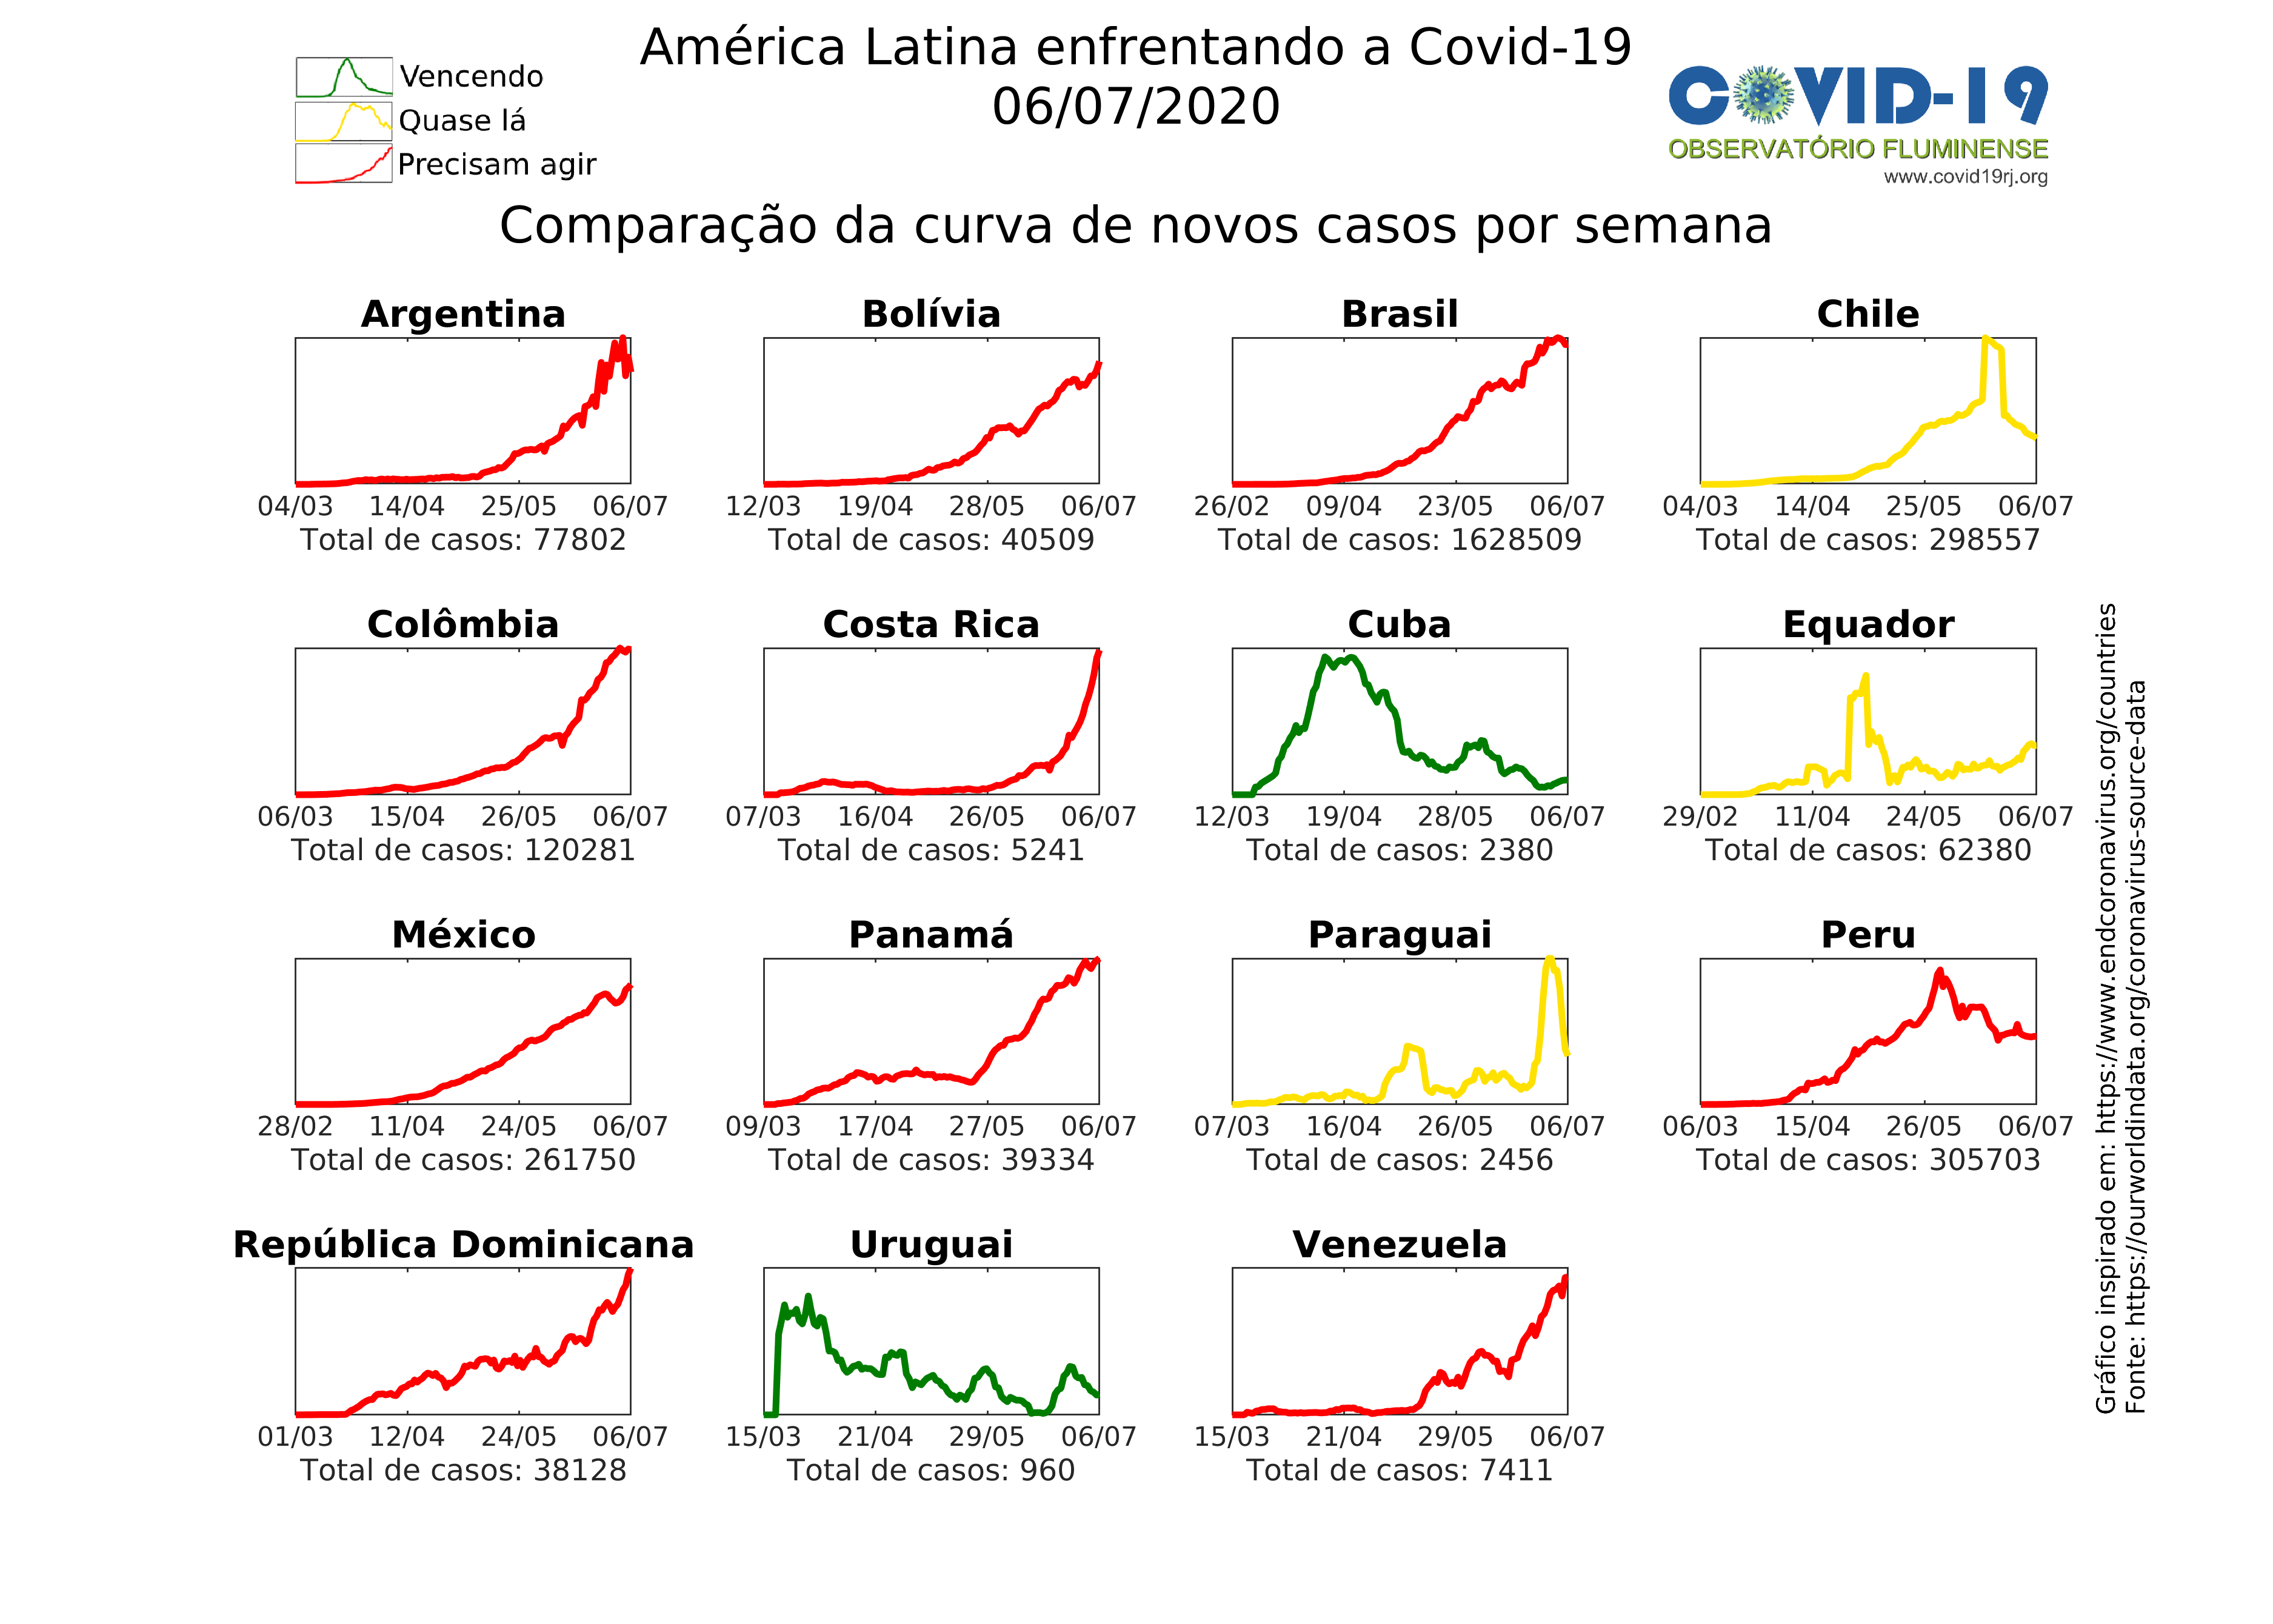 América Latina enfrentando a Covid-19
06/07/2020
Vencendo
Quase lá
Precisam agir
COVID-19
OBSERVATÓRIO FLUMINENSE
www.covid19rj.org
Comparação da curva de novos casos por semana
Argentina
04/03 14/04 25/05 06/07
Total de casos: 77802
Bolívia
12/03 19/04 28/05 06/07
Total de casos: 40509
Brasil
26/02 09/04 23/05 06/07
Total de casos: 1628509
Chile
04/03 14/04 25/05 06/07
Total de casos: 298557
Colômbia
06/03 15/04 26/05 06/07
Total de casos: 120281
Costa Rica
07/03 16/04 26/05 06/07
Total de casos: 5241
Cuba
12/03 19/04 28/05 06/07
Total de casos: 2380
Equador
29/02 11/04 24/05 06/07
Total de casos: 62380
México
28/02 11/04 24/05 06/07
Total de casos: 261750
Panamá
09/03 17/04 27/05 06/07
Total de casos: 39334
Paraguai
07/03 16/04 26/05 06/07
Total de casos: 2456
Peru
06/03 15/04 26/05 06/07
Total de casos: 305703
República Dominicana
01/03 12/04 24/05 06/07
Total de casos: 38128
Uruguai
15/03 21/04 29/05 06/07
Total de casos: 960
Venezuela
15/03 21/04 29/05 06/07
Total de casos: 7411
Gráfico inspirado em: https://www.endcoronavirus.org/countries
Fonte: https://ourworldindata.org/coronavirus-source-data